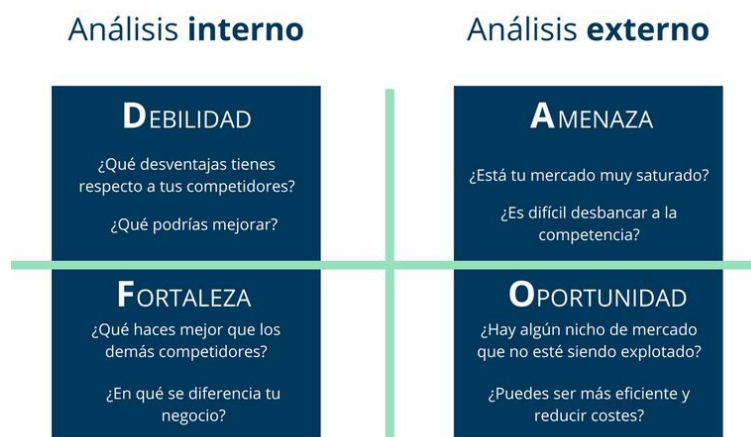 Análisis interno
Análisis externo
DEBILIDAD
¿Qué desventajas tienes
respecto a tus competidores?
¿Qué podrías mejorar?
AMENAZA
¿Está tu mercado muy saturado?
¿Es difícil desbancar a la
competencia?
FORTALEZA
¿Qué haces mejor que los
demás competidores?
¿En qué se diferencia tu
negocio?
OPORTUNIDAD
¿Hay algún nicho de mercado
que no esté siendo explotado?
¿Puedes ser más eficiente y
reducir costes?